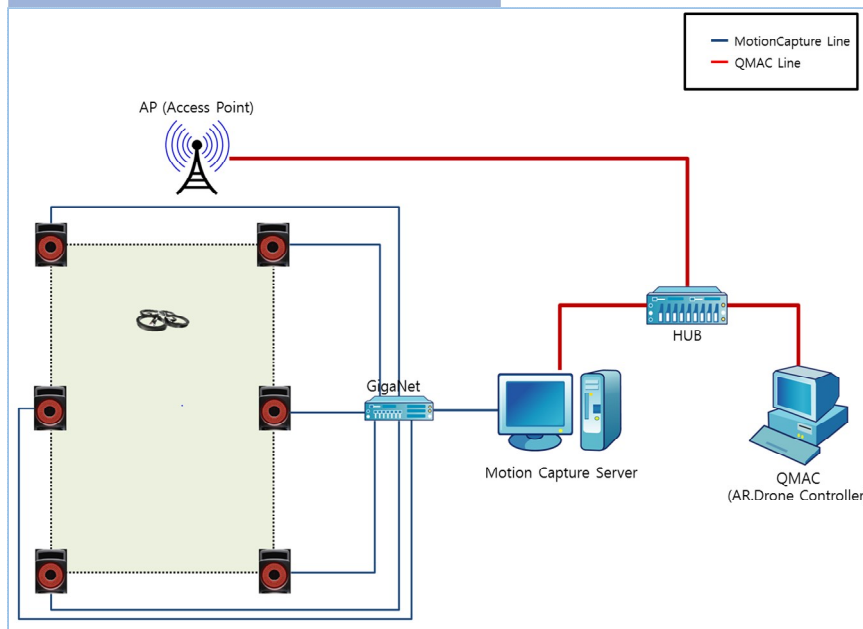 MotionCapture Line
QMAC Line
AP (Access Point)
HUB
GigaNet
Motion Capture Server
QMAC
(AR.Drone Controller